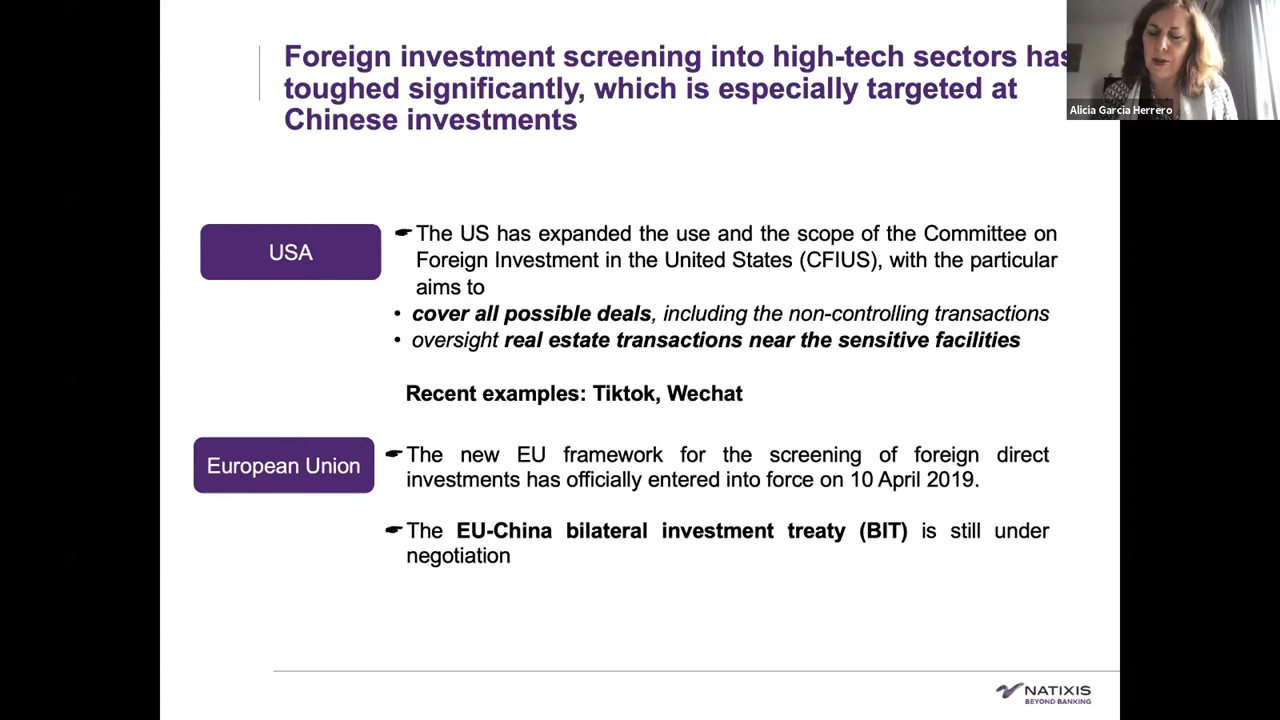 Foreign investment screening into high-tech sectors has
toughed significantly, which is especially targeted at
Chinese investments
Alicia Garcia Herrero
USA
The US has expanded the use and the scope of the Committee on
Foreign Investment in the United States (CFIUS), with the particular
aims to
• cover all possible deals, including the non-controlling transactions
• oversight real estate transactions near the sensitive facilities
Recent examples: Tiktok, Wechat
European Union
The new EU framework for the screening of foreign direct
investments has officially entered into force on 10 April 2019.
The EU-China bilateral investment treaty (BIT) is still under
negotiation
NATIXIS
BEYOND BANKING